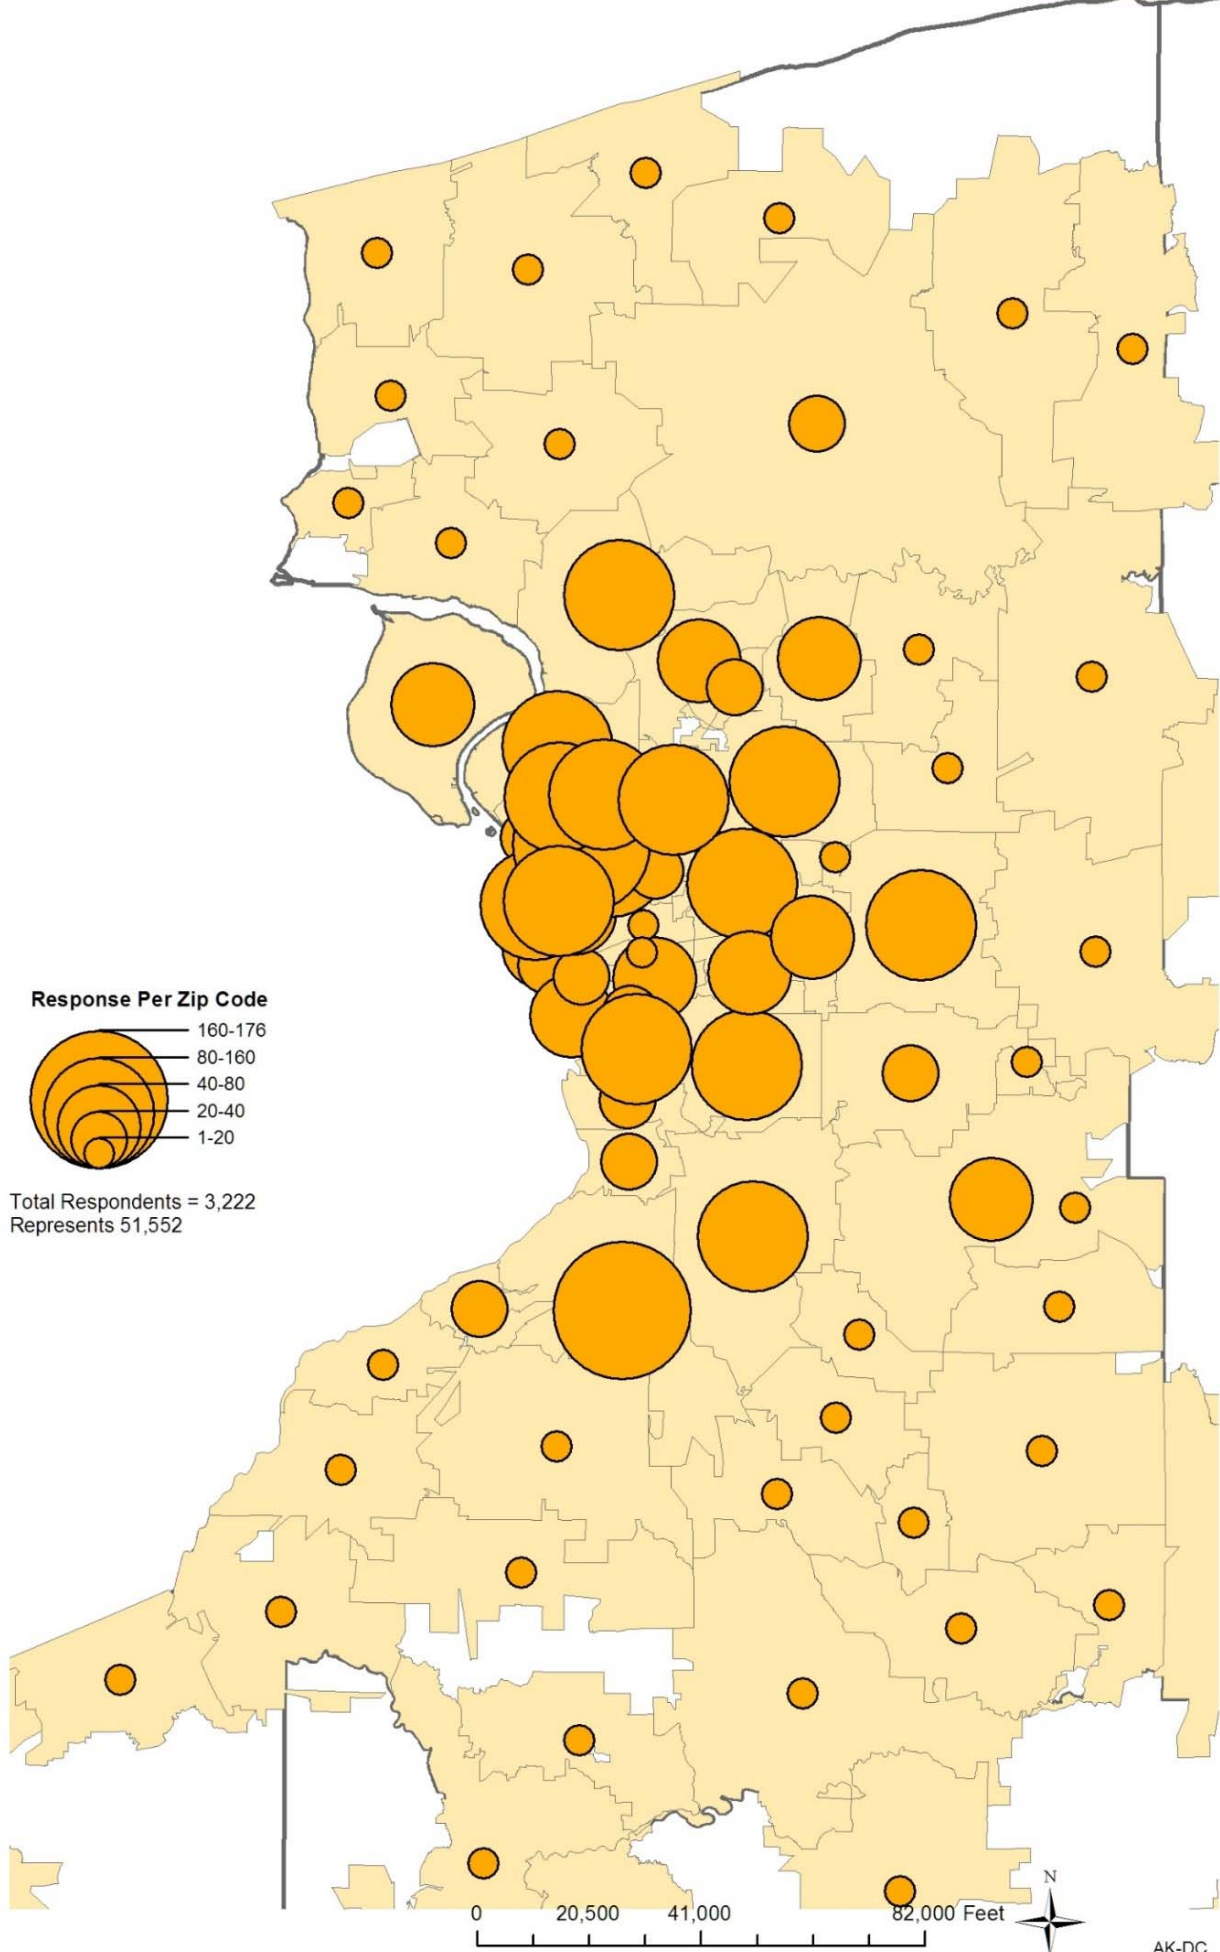 Response Per Zip Code
160-176
80-160
40-80
20-40
1-20
Total Respondents = 3,222
Represents 51,552
N
0 20,500 41,000 82,000 Feet
AK-DC